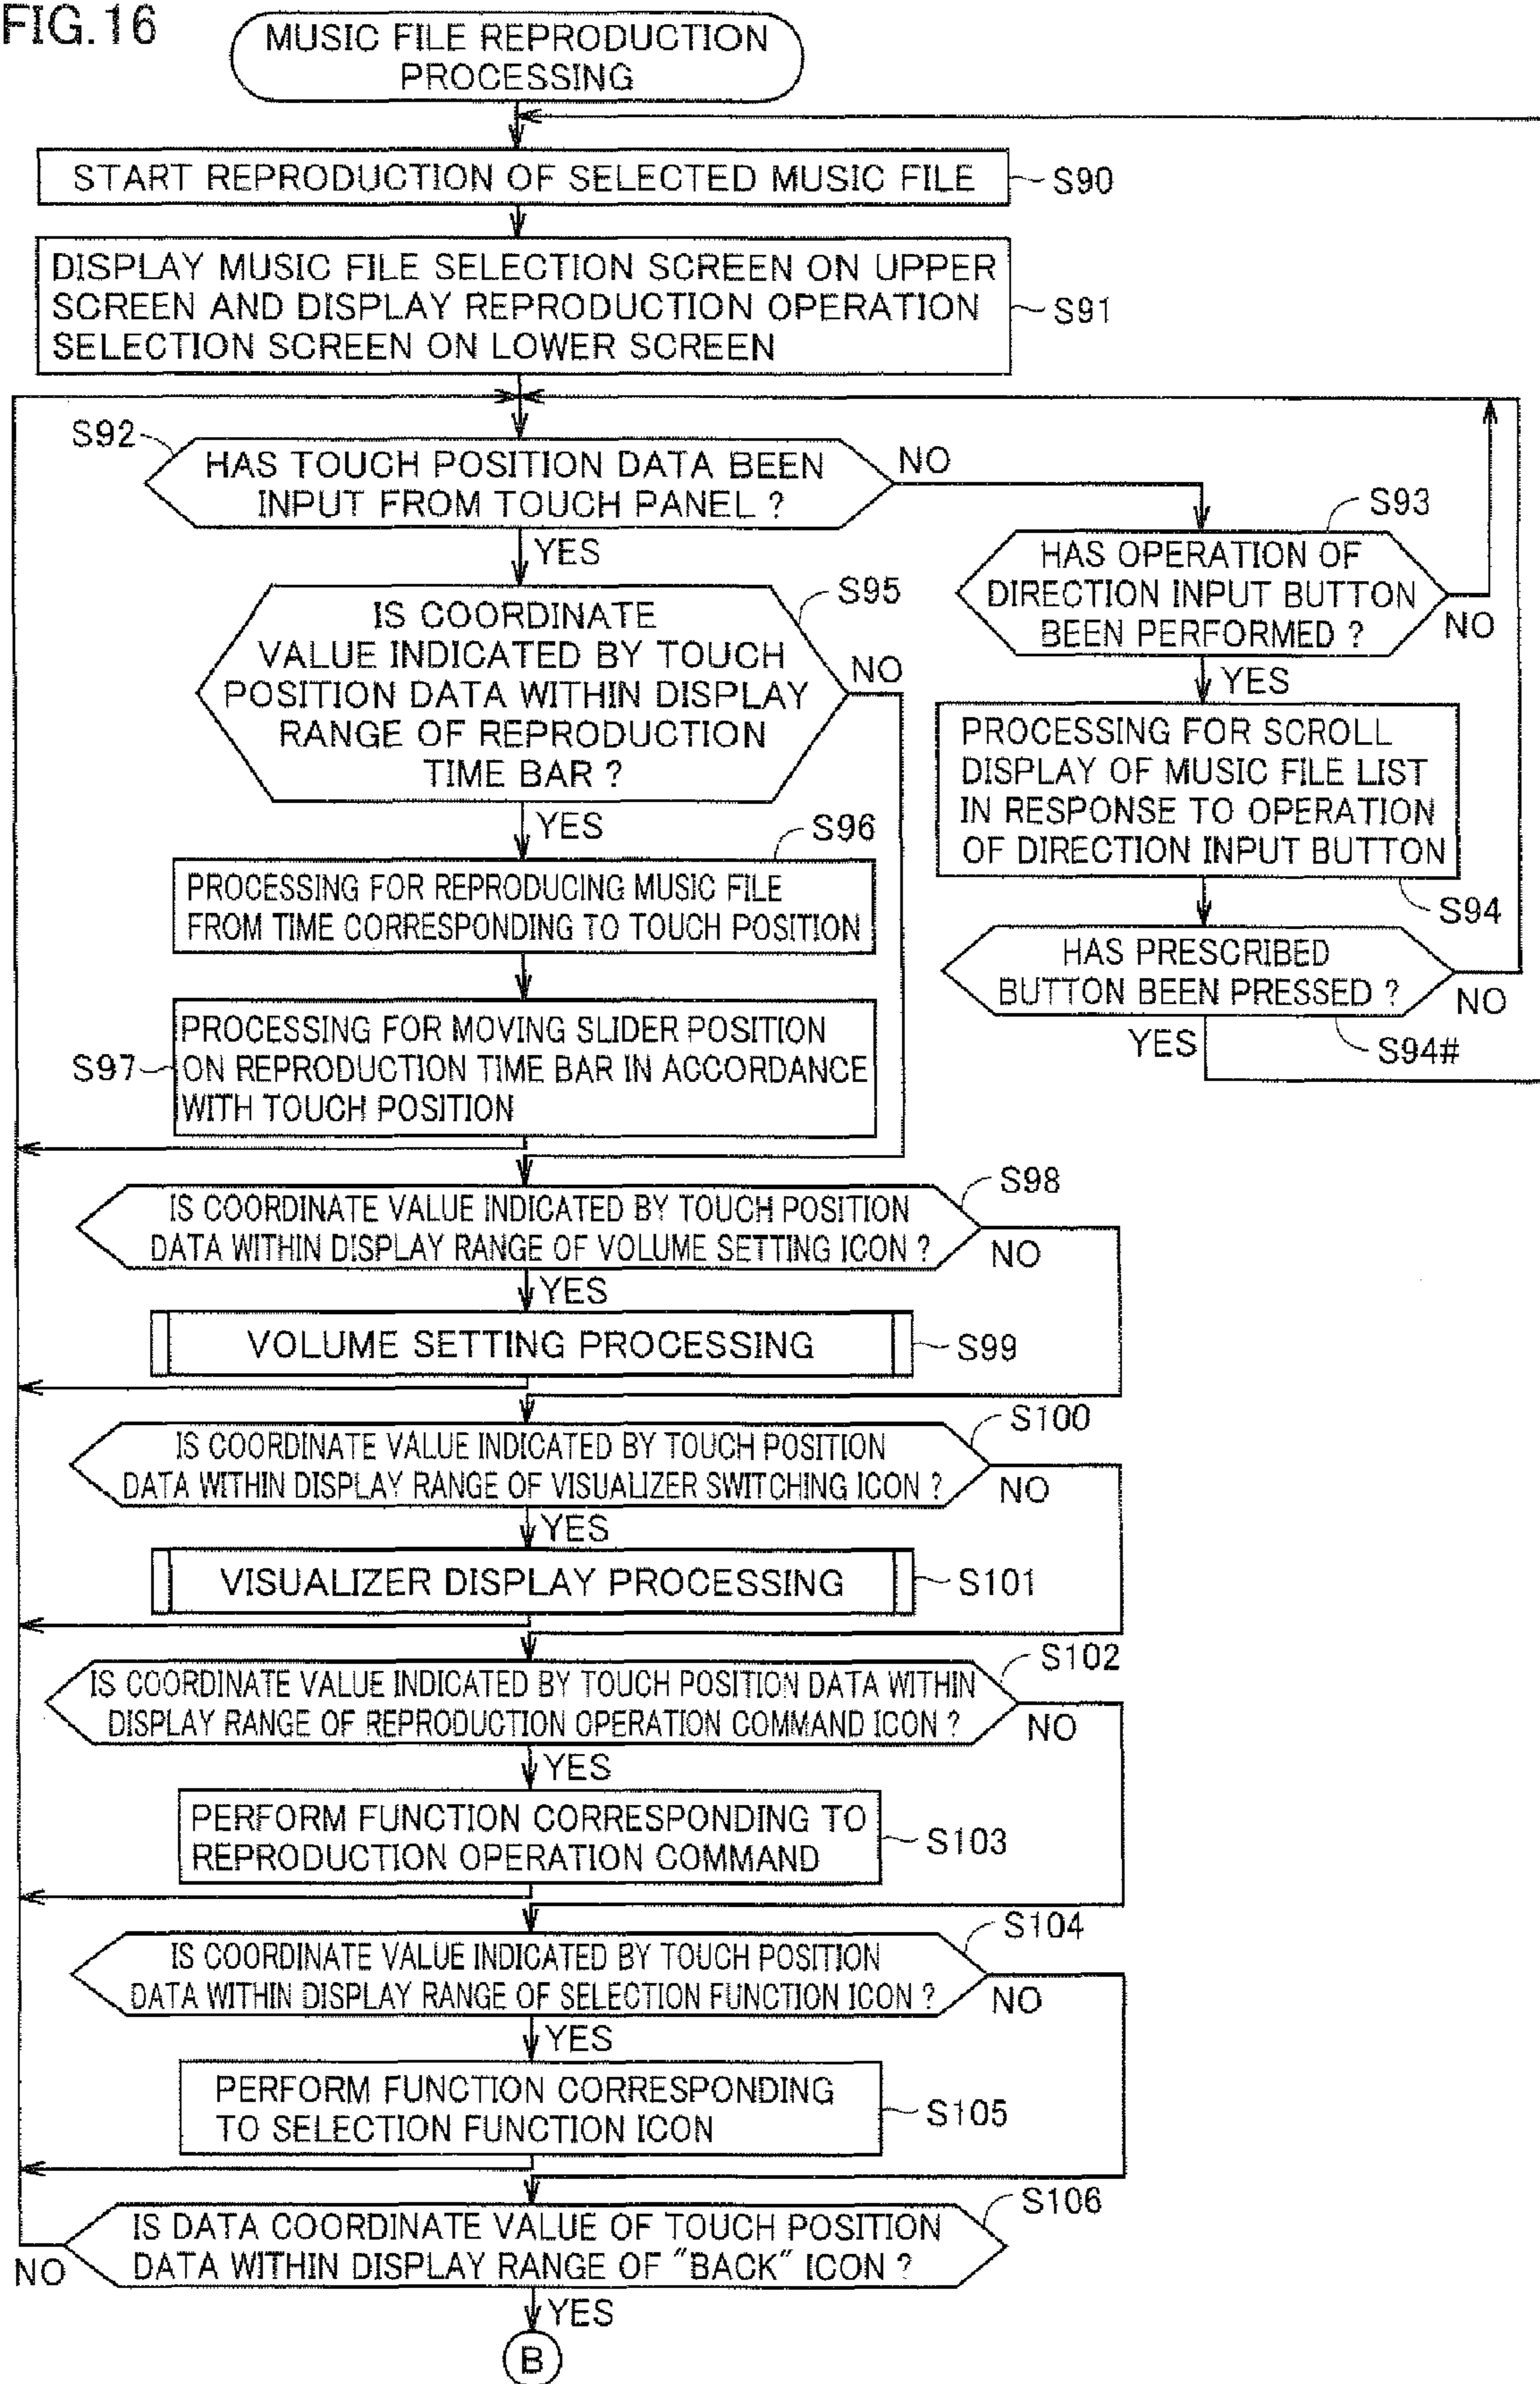 FIG.16
MUSIC FILE REPRODUCTION
PROCESSING
START REPRODUCTION OF SELECTED MUSIC FILE
S90
DISPLAY MUSIC FILE SELECTION SCREEN ON UPPER
SCREEN AND DISPLAY REPRODUCTION OPERATION
SELECTION SCREEN ON LOWER SCREEN
S91
S92
HAS TOUCH POSITION DATA BEEN
INPUT FROM TOUCH PANEL ?
NO
YES
S93
HAS OPERATION OF
DIRECTION INPUT BUTTON
BEEN PERFORMED ?
NO
YES
PROCESSING FOR SCROLL
DISPLAY OF MUSIC FILE LIST
IN RESPONSE TO OPERATION
OF DIRECTION INPUT BUTTON
S94
HAS PRESCRIBED
BUTTON BEEN PRESSED ?
NO
YES
S94#
S95
IS COORDINATE
VALUE INDICATED BY TOUCH
POSITION DATA WITHIN DISPLAY
RANGE OF REPRODUCTION
TIME BAR ?
NO
YES
S96
PROCESSING FOR REPRODUCING MUSIC FILE
FROM TIME CORRESPONDING TO TOUCH POSITION
S97
PROCESSING FOR MOVING SLIDER POSITION
ON REPRODUCTION TIME BAR IN ACCORDANCE
WITH TOUCH POSITION
S98
IS COORDINATE VALUE INDICATED BY TOUCH POSITION
DATA WITHIN DISPLAY RANGE OF VOLUME SETTING ICON ?
NO
YES
VOLUME SETTING PROCESSING
S99
S100
IS COORDINATE VALUE INDICATED BY TOUCH POSITION
DATA WITHIN DISPLAY RANGE OF VISUALIZER SWITCHING ICON ?
NO
YES
VISUALIZER DISPLAY PROCESSING
S101
S102
IS COORDINATE VALUE INDICATED BY TOUCH POSITION DATA WITHIN
DISPLAY RANGE OF REPRODUCTION OPERATION COMMAND ICON ?
NO
YES
PERFORM FUNCTION CORRESPONDING TO
REPRODUCTION OPERATION COMMAND
S103
S104
IS COORDINATE VALUE INDICATED BY TOUCH POSITION
DATA WITHIN DISPLAY RANGE OF SELECTION FUNCTION ICON ?
NO
YES
PERFORM FUNCTION CORRESPONDING
TO SELECTION FUNCTION ICON
S105
S106
IS DATA COORDINATE VALUE OF TOUCH POSITION
DATA WITHIN DISPLAY RANGE OF "BACK" ICON ?
NO
YES
B